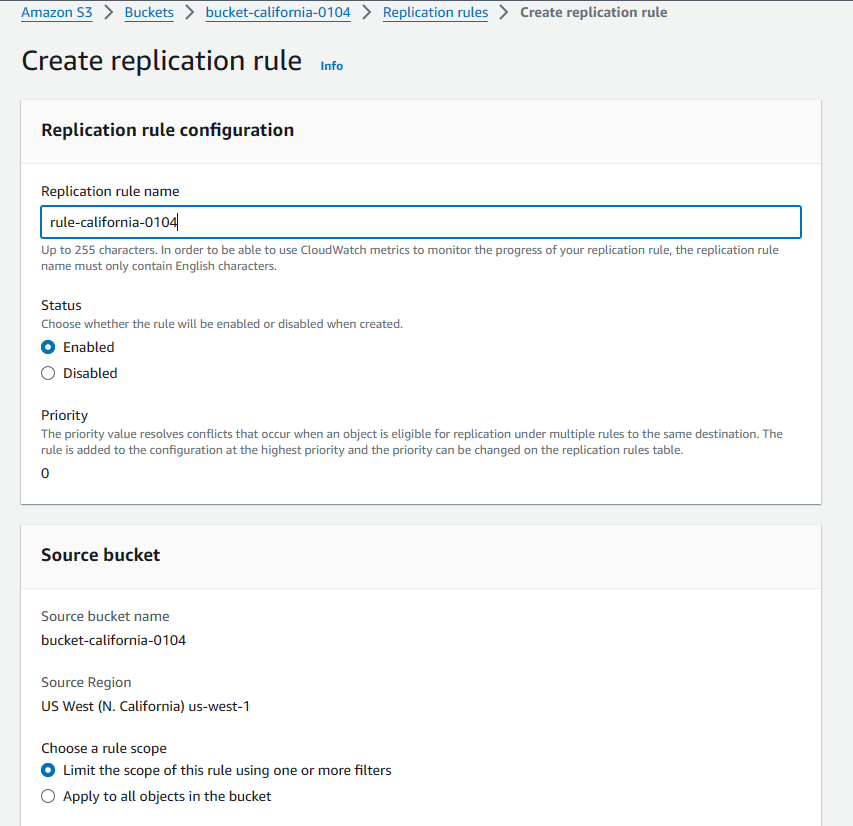 Amazon S3 > Buckets > bucket-california-0104 > Replication rules > Create replication rule
Create replication rule Info
Replication rule configuration
Replication rule name
rule-california-0104
Up to 255 characters. In order to be able to use CloudWatch metrics to monitor the progress of your replication rule, the replication rule
name must only contain English characters.
Status
Choose whether the rule will be enabled or disabled when created.
Enabled
Disabled
Priority
The priority value resolves conflicts that occur when an object is eligible for replication under multiple rules to the same destination. The
rule is added to the configuration at the highest priority and the priority can be changed on the replication rules table.
0
Source bucket
Source bucket name
bucket-california-0104
Source Region
US West (N. California) us-west-1
Choose a rule scope
Limit the scope of this rule using one or more filters
Apply to all objects in the bucket